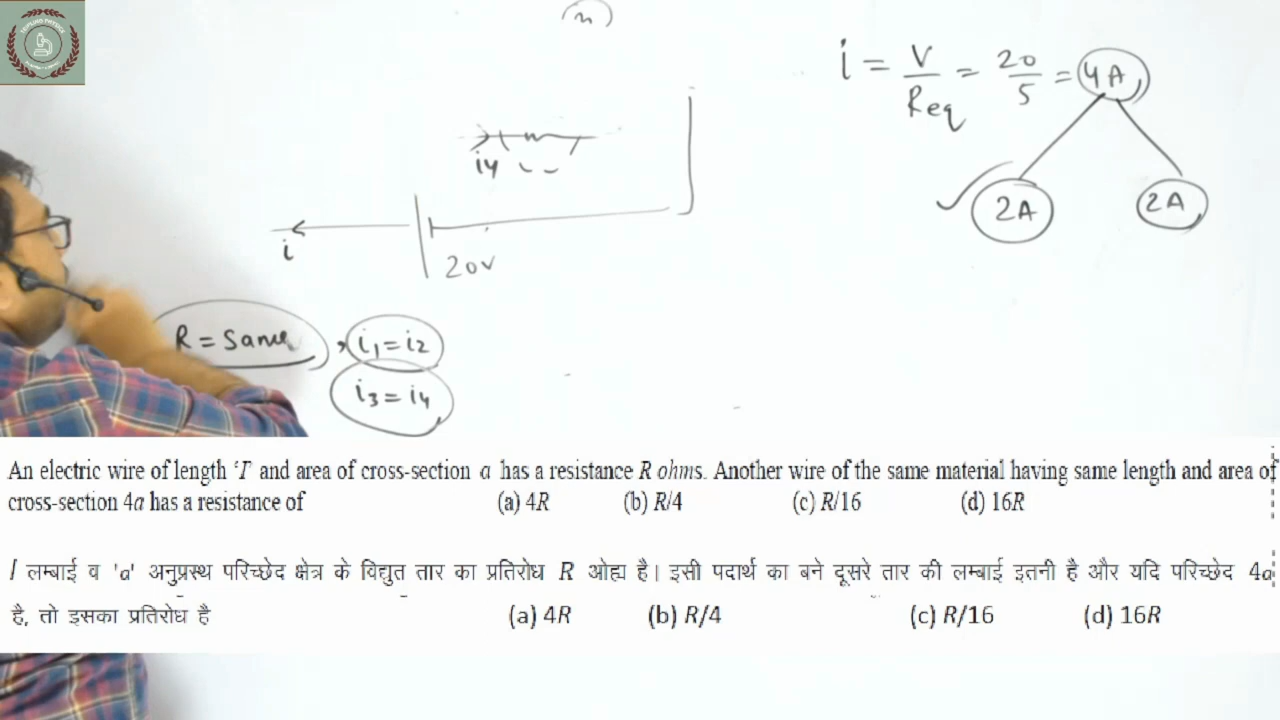 (n)
i = V/Req = 20/5 = 4A
i4
2A
2A
i
20V
R = Same , i1 = i2
i3 = i4
An electric wire of length 'l' and area of cross-section a has a resistance R ohms. Another wire of the same material having same length and area of
cross-section 4a has a resistance of (a) 4R (b) R/4 (c) R/16 (d) 16R
l लम्बाई व 'a' अनुप्रस्थ परिच्छेद क्षेत्र के विद्युत तार का प्रतिरोध R ओह्म है। इसी पदार्थ का बने दूसरे तार की लम्बाई इतनी है और यदि परिच्छेद 4a
है, तो इसका प्रतिरोध है (a) 4R (b) R/4 (c) R/16 (d) 16R